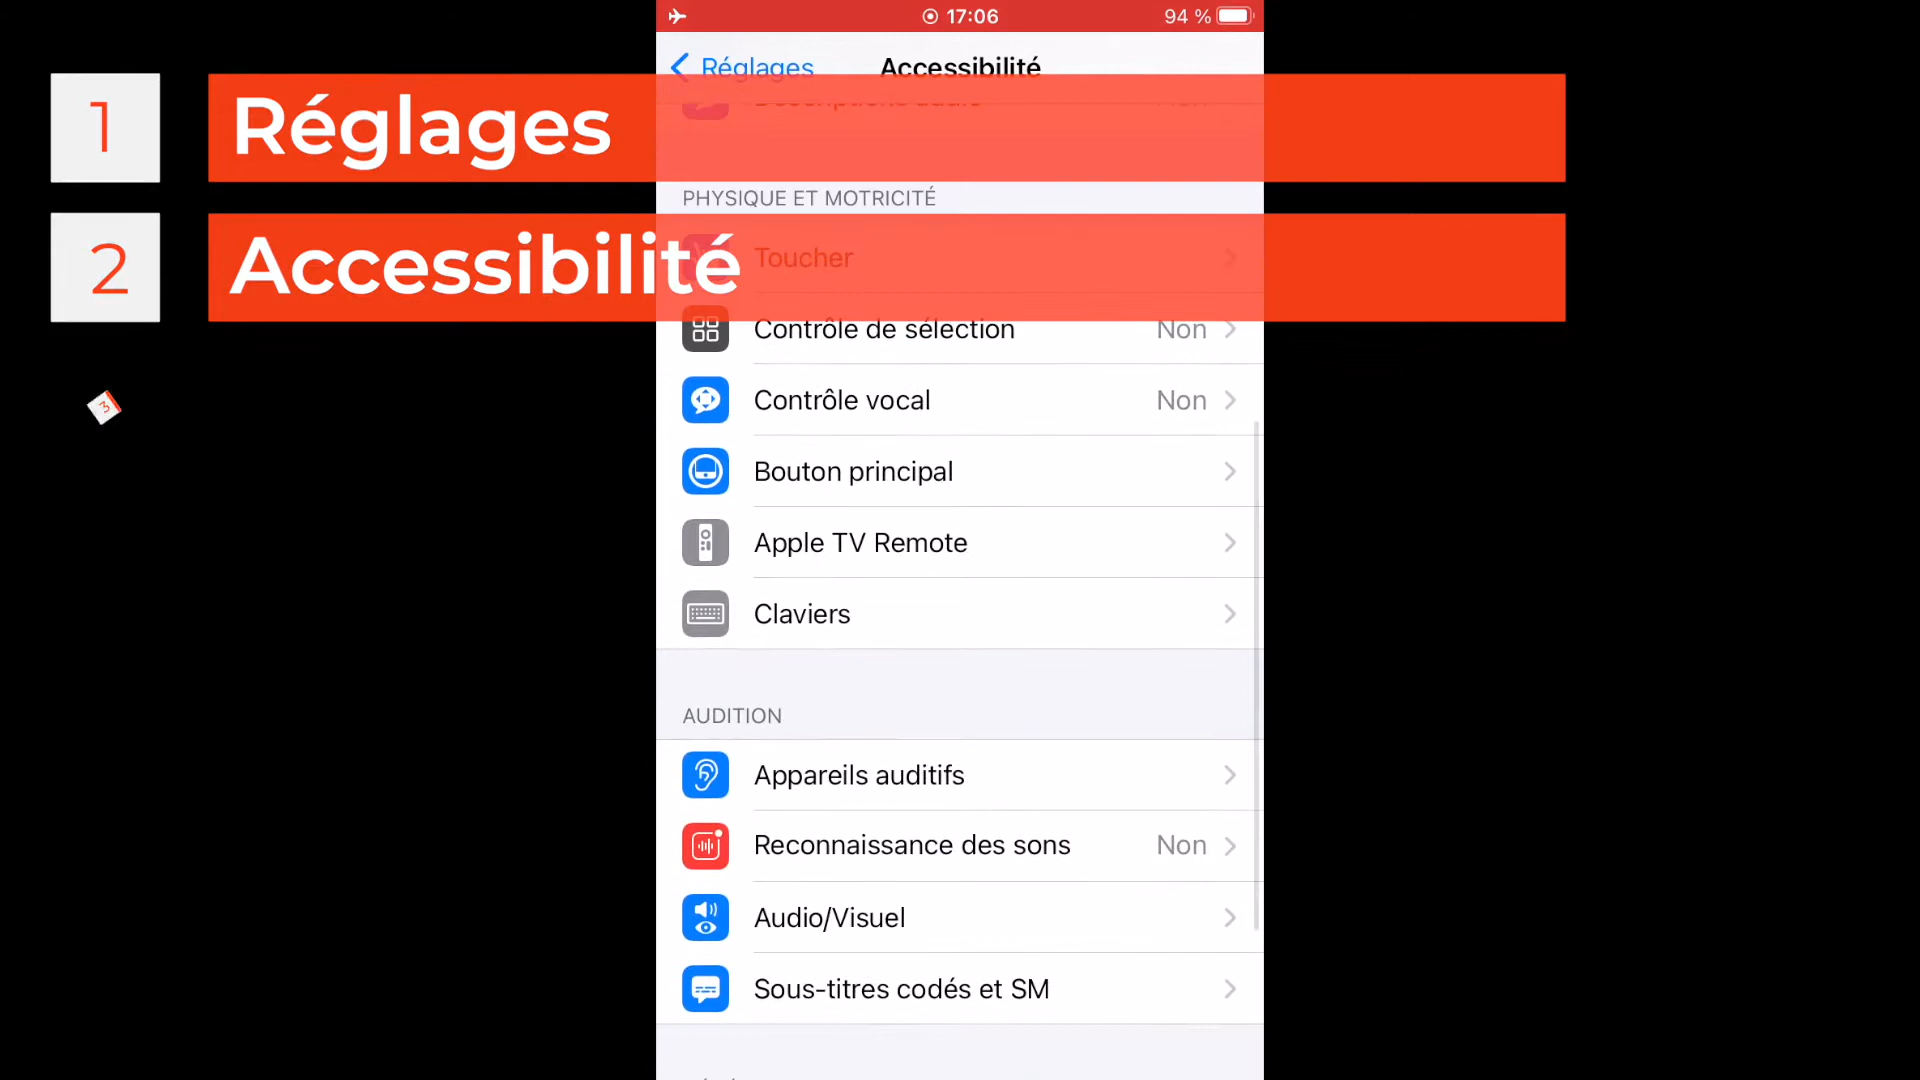 17:06
94 %
Réglages
Accessibilité
1
Réglages
PHYSIQUE ET MOTRICITÉ
Toucher
2
Accessibilité
Contrôle de sélection
Non
3
Contrôle vocal
Non
Bouton principal
Apple TV Remote
Claviers
AUDITION
Appareils auditifs
Reconnaissance des sons
Non
Audio/Visuel
Sous-titres codés et SM